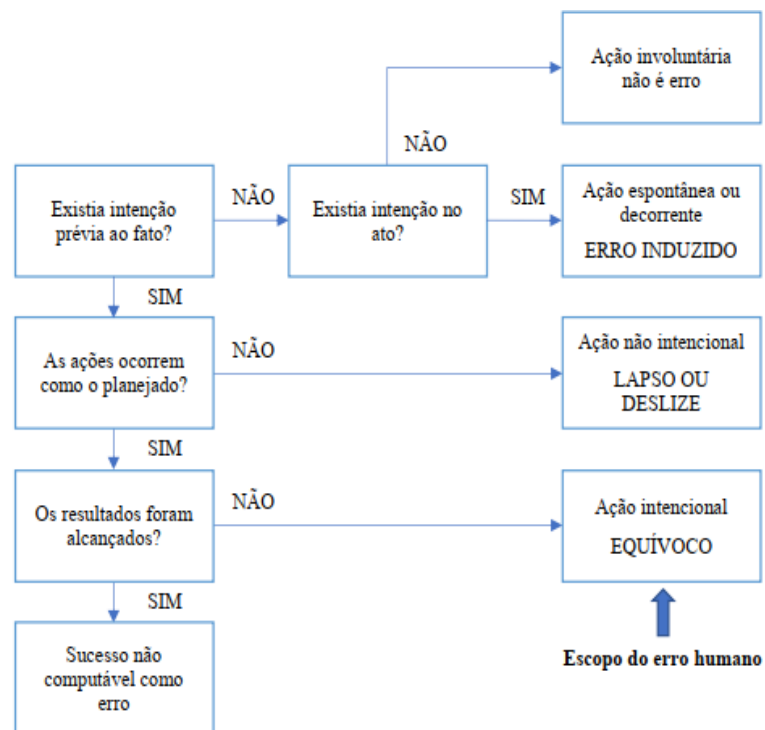 Ação involuntária
não é erro
NÃO
Existia intenção
prévia ao fato?
NÃO
Existia intenção no
ato?
SIM
Ação espontânea ou
decorrente
ERRO INDUZIDO
SIM
As ações ocorrem
como o planejado?
NÃO
Ação não intencional
LAPSO OU
DESLIZE
SIM
Os resultados foram
alcançados?
NÃO
Ação intencional
EQUÍVOCO
SIM
Sucesso não
computável como
erro
Escopo do erro humano